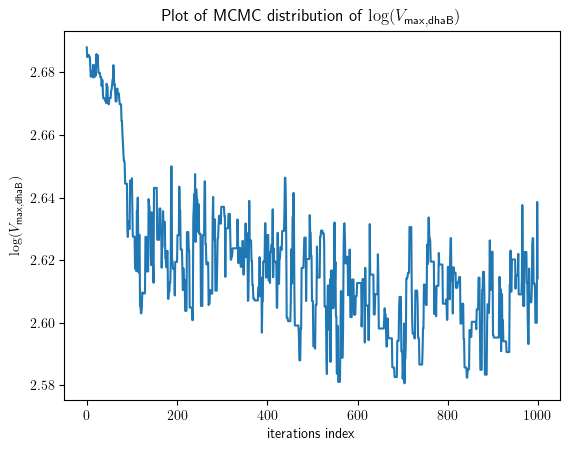 Plot of MCMC distribution of log(V_max,dhaB)
log(V_max,dhaB)
2.68
2.66
2.64
2.62
2.60
2.58
0 200 400 600 800 1000
iterations index